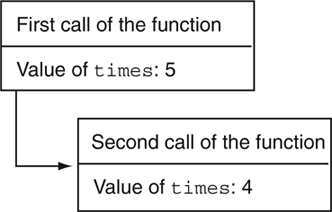 First call of the function
Value of times: 5
Second call of the function
Value of times: 4